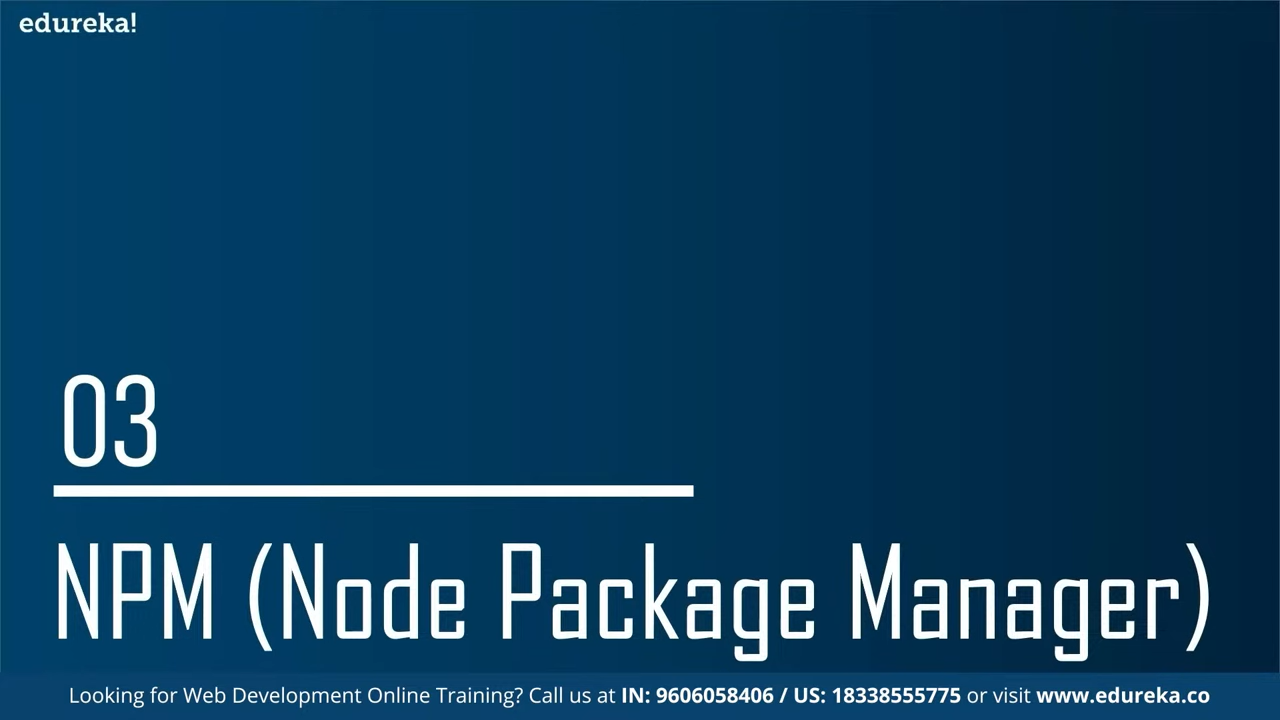 edureka!
03
NPM (Node Package Manager)
Looking for Web Development Online Training? Call us at IN: 9606058406 / US: 18338555775 or visit www.edureka.co